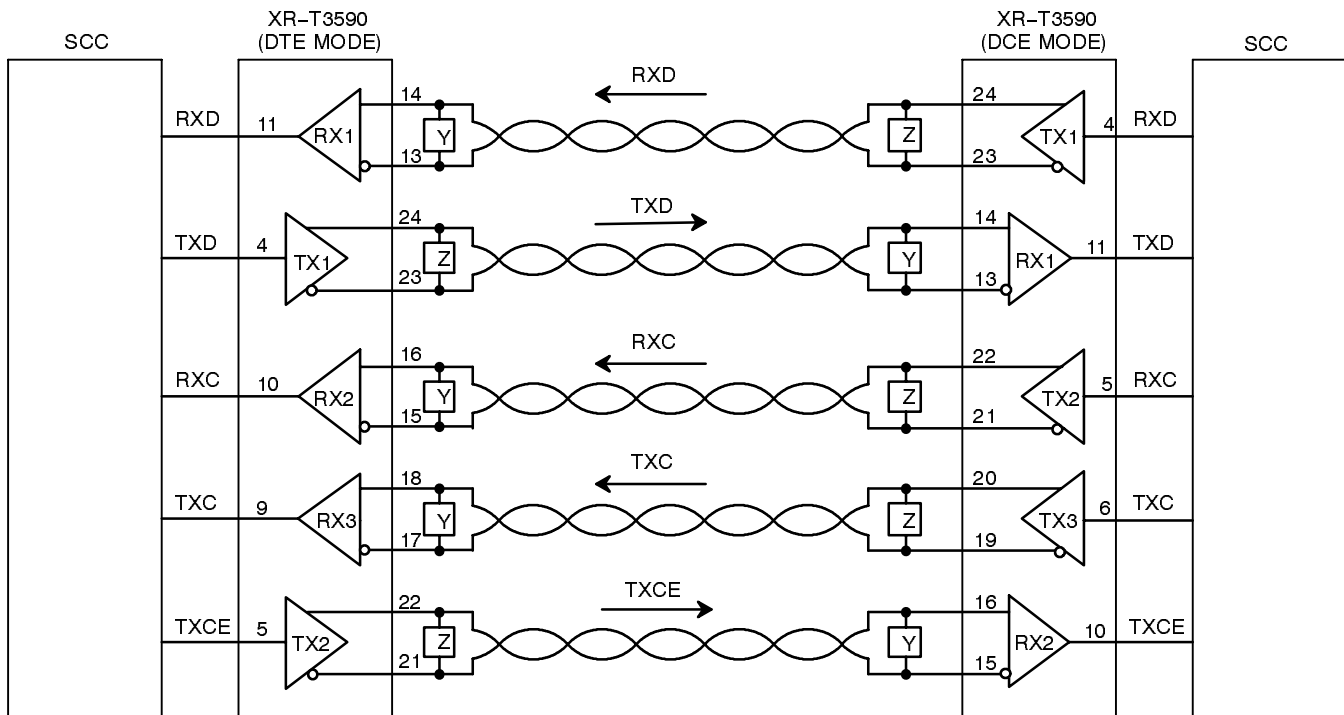 XR-T3590
(DTE MODE)
XR-T3590
(DCE MODE)
SCC
SCC
RXD
RXD 11 RX1 14 13 Y Z 24 23 TX1 4 RXD
TXD
TXD 4 TX1 24 23 Z Y 14 13 RX1 11 TXD
RXC
RXC 10 RX2 16 15 Y Z 22 21 TX2 5 RXC
TXC
TXC 9 RX3 18 17 Y Z 20 19 TX3 6 TXC
TXCE
TXCE 5 TX2 22 21 Z Y 16 15 RX2 10 TXCE